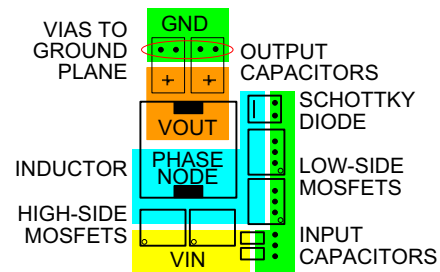 VIAS TO
GROUND
PLANE
GND
OUTPUT
CAPACITORS
+ +
VOUT
SCHOTTKY
DIODE
INDUCTOR
PHASE
NODE
LOW-SIDE
MOSFETS
HIGH-SIDE
MOSFETS
VIN
INPUT
CAPACITORS